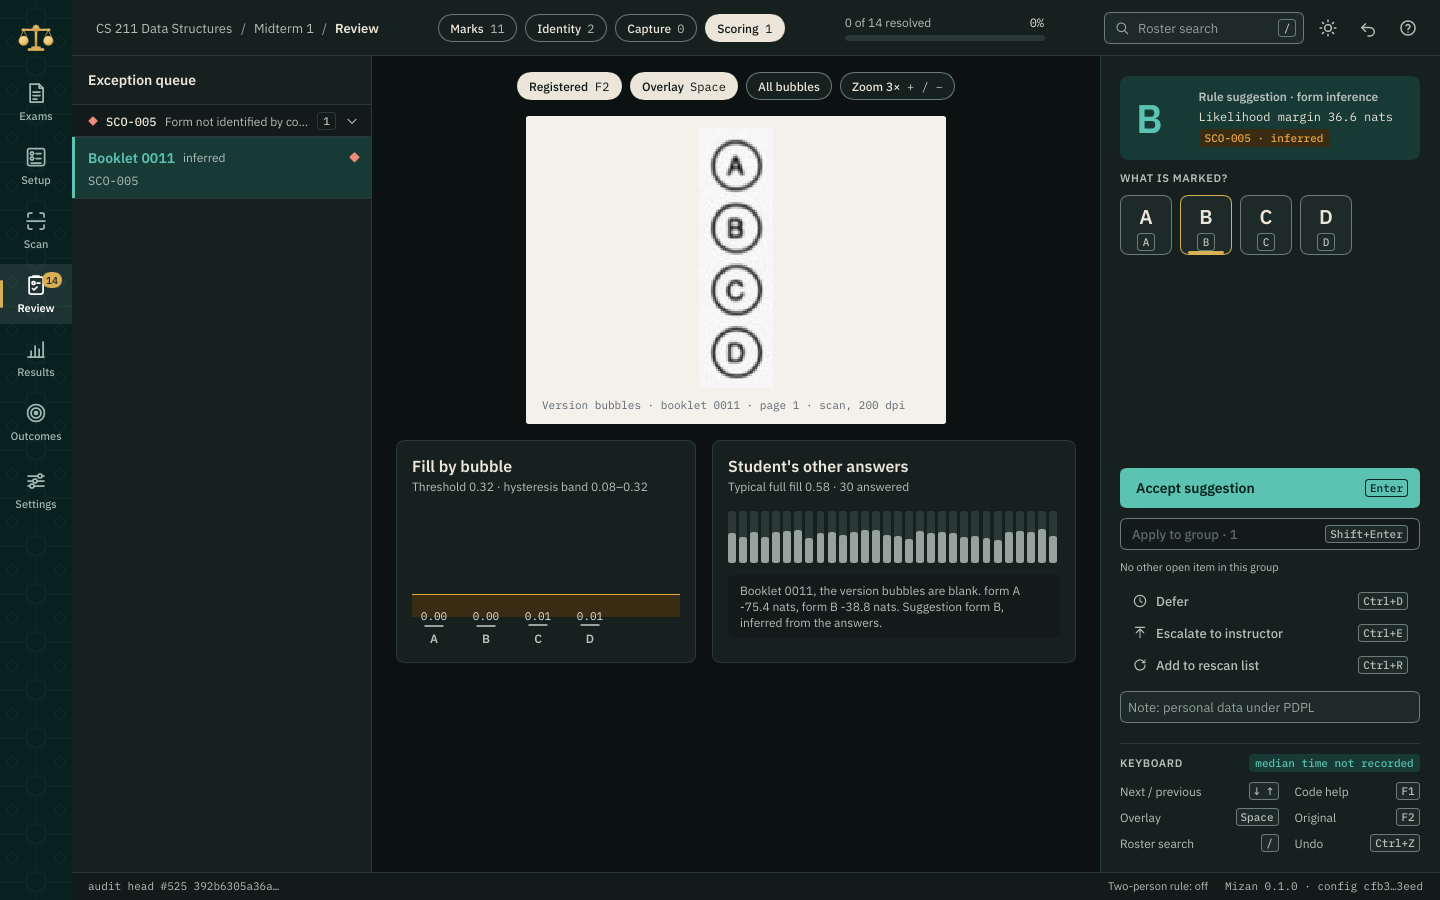 CS 211 Data Structures / Midterm 1 / Review
Marks 11
Identity 2
Capture 0
Scoring 1
0 of 14 resolved 0%
Roster search /
Exams
Setup
Scan
14
Review
Results
Outcomes
Settings
Exception queue
SCO-005 Form not identified by co… 1
Booklet 0011 inferred
SCO-005
Registered F2
Overlay Space
All bubbles
Zoom 3× + / −
A
B
C
D
Version bubbles · booklet 0011 · page 1 · scan, 200 dpi
Fill by bubble
Threshold 0.32 · hysteresis band 0.08–0.32
0.00 0.00 0.01 0.01
A B C D
Student's other answers
Typical full fill 0.58 · 30 answered
Booklet 0011, the version bubbles are blank. form A
-75.4 nats, form B -38.8 nats. Suggestion form B,
inferred from the answers.
B
Rule suggestion · form inference
Likelihood margin 36.6 nats
SCO-005 · inferred
WHAT IS MARKED?
A B C D
A B C D
Accept suggestion Enter
Apply to group · 1 Shift+Enter
No other open item in this group
Defer Ctrl+D
Escalate to instructor Ctrl+E
Add to rescan list Ctrl+R
Note: personal data under PDPL
KEYBOARD median time not recorded
Next / previous ↓ ↑ Code help F1
Overlay Space Original F2
Roster search / Undo Ctrl+Z
audit head #525 392b6305a36a…
Two-person rule: off Mizan 0.1.0 · config cfb3…3eed